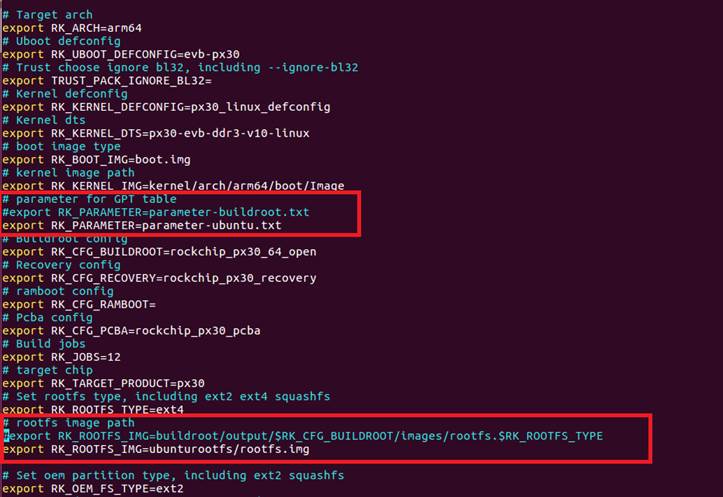 # Target arch
export RK_ARCH=arm64
# Uboot defconfig
export RK_UBOOT_DEFCONFIG=evb-px30
# Trust choose ignore bl32, including --ignore-bl32
export TRUST_PACK_IGNORE_BL32=
# Kernel defconfig
export RK_KERNEL_DEFCONFIG=px30_linux_defconfig
# Kernel dts
export RK_KERNEL_DTS=px30-evb-ddr3-v10-linux
# boot image type
export RK_BOOT_IMG=boot.img
# kernel image path
export RK_KERNEL_IMG=kernel/arch/arm64/boot/Image
# parameter for GPT table
#export RK_PARAMETER=parameter-buildroot.txt
export RK_PARAMETER=parameter-ubuntu.txt
# Buildroot config
export RK_CFG_BUILDROOT=rockchip_px30_64_open
# Recovery config
export RK_CFG_RECOVERY=rockchip_px30_recovery
# ramboot config
export RK_CFG_RAMBOOT=
# Pcba config
export RK_CFG_PCBA=rockchip_px30_pcba
# Build jobs
export RK_JOBS=12
# target chip
export RK_TARGET_PRODUCT=px30
# Set rootfs type, including ext2 ext4 squashfs
export RK_ROOTFS_TYPE=ext4
# rootfs image path
#export RK_ROOTFS_IMG=buildroot/output/$RK_CFG_BUILDROOT/images/rootfs.$RK_ROOTFS_TYPE
export RK_ROOTFS_IMG=ubunturootfs/rootfs.img
# Set oem partition type, including ext2 squashfs
export RK_OEM_FS_TYPE=ext2